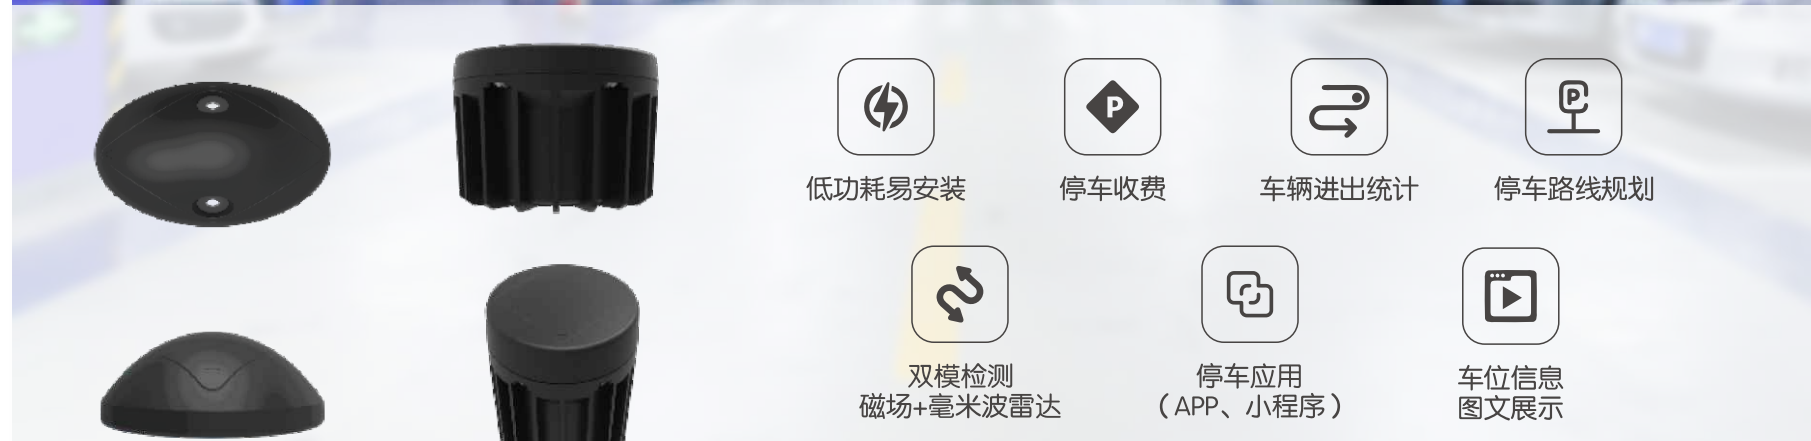 低功耗易安装
停车收费
车辆进出统计
停车路线规划
双模检测
磁场+毫米波雷达
停车应用
（APP、小程序）
车位信息
图文展示